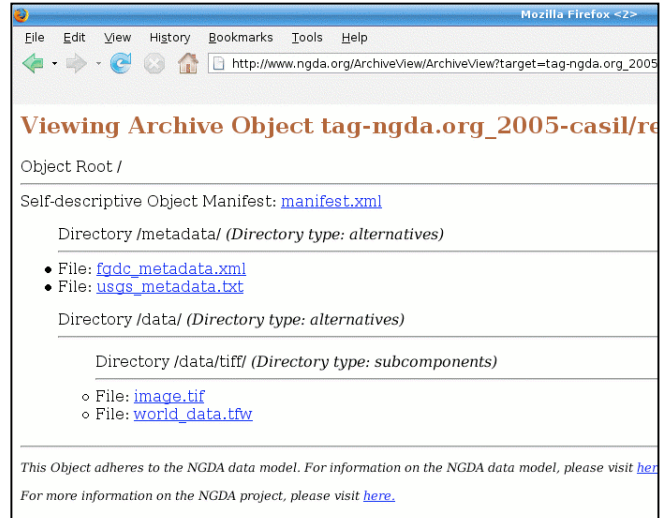 Mozilla Firefox <2>
File Edit View History Bookmarks Tools Help
http://www.ngda.org/ArchiveView/ArchiveView?target=tag-ngda.org_2005
Viewing Archive Object tag-ngda.org_2005-casil/re
Object Root /
Self-descriptive Object Manifest: manifest.xml
Directory /metadata/ (Directory type: alternatives)
File: fgdc_metadata.xml
File: usgs_metadata.txt
Directory /data/ (Directory type: alternatives)
Directory /data/tiff/ (Directory type: subcomponents)
File: image.tif
File: world_data.tfw
This Object adheres to the NGDA data model. For information on the NGDA data model, please visit her
For more information on the NGDA project, please visit here.